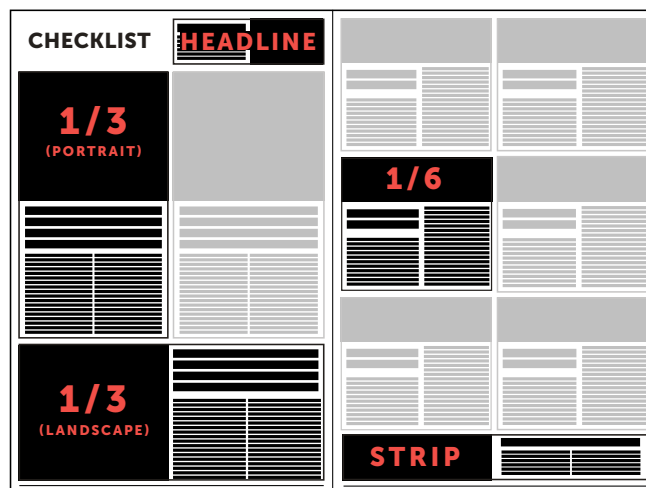 CHECKLIST
HEADLINE
1/3
(PORTRAIT)
1/3
(LANDSCAPE)
1/6
STRIP